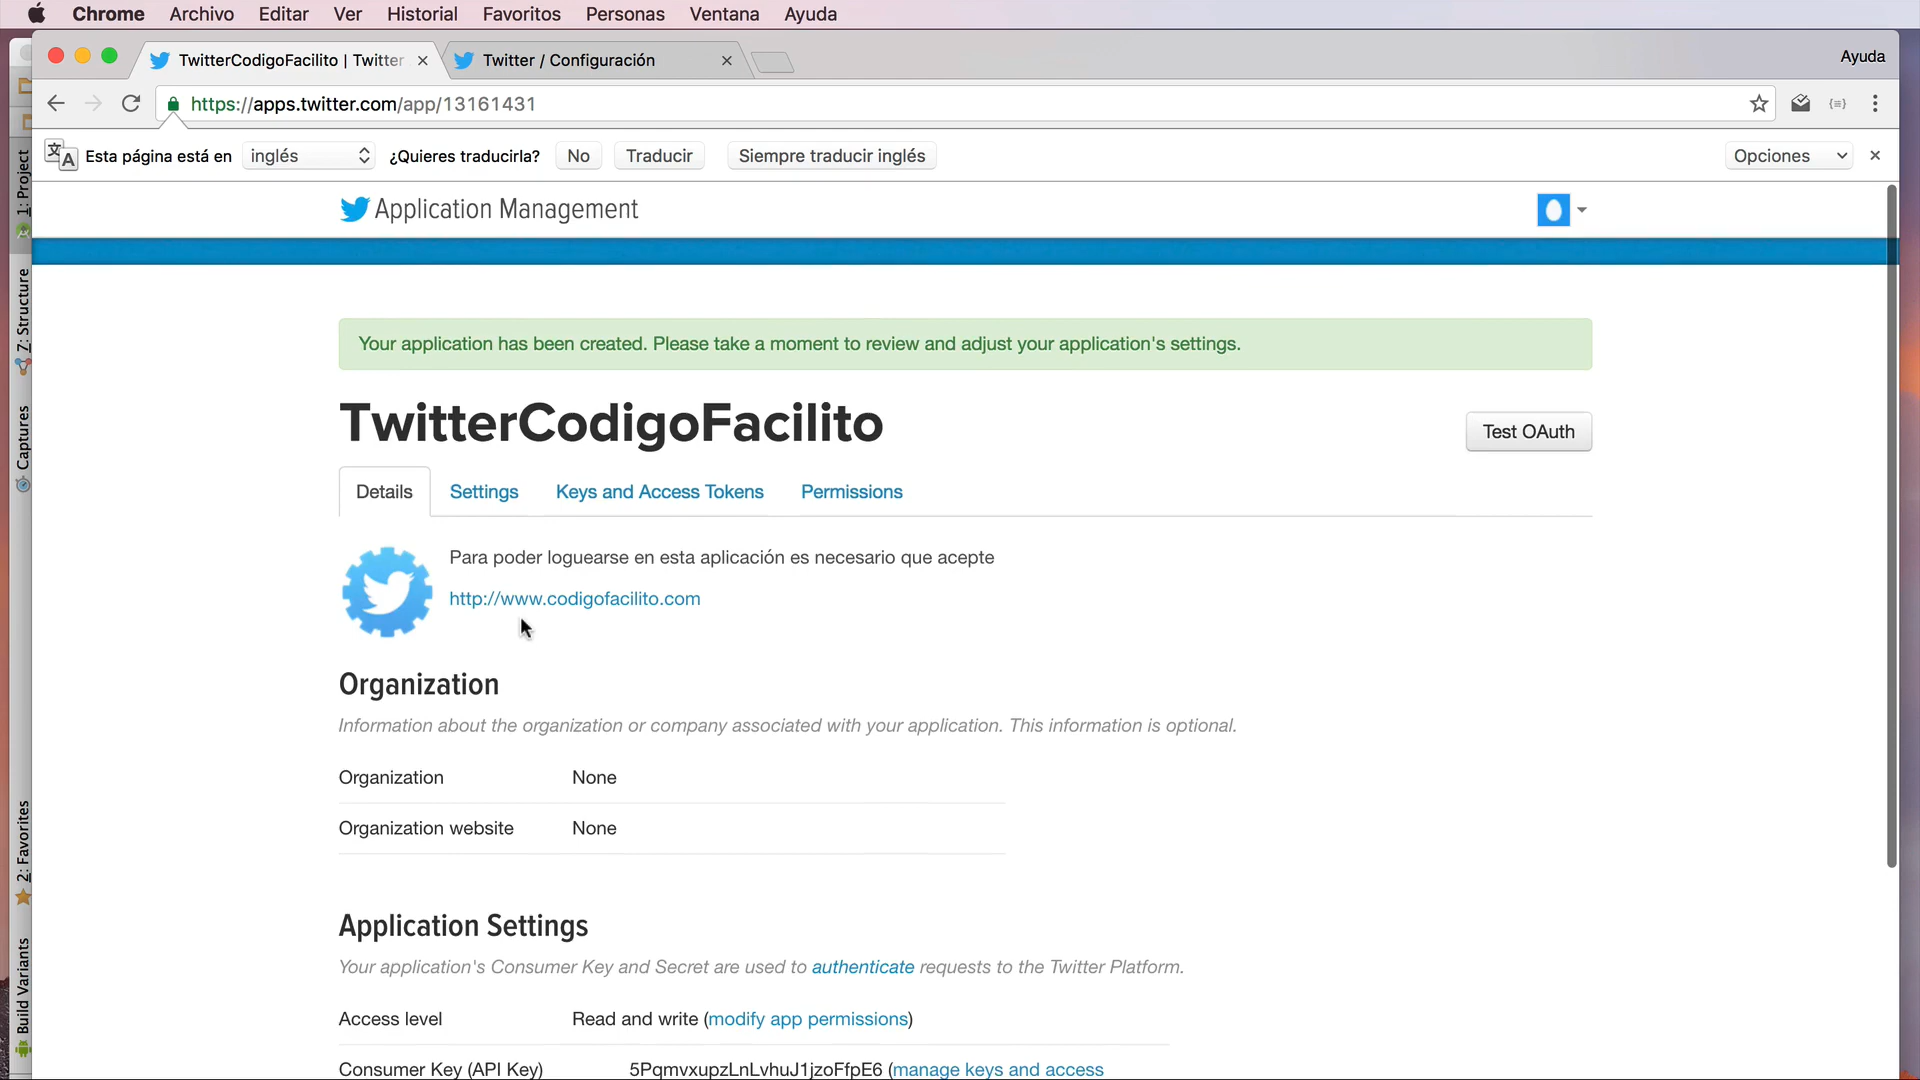 Chrome Archivo Editar Ver Historial Favoritos Personas Ventana Ayuda
TwitterCodigoFacilito | Twitter
Twitter / Configuración
Ayuda
https://apps.twitter.com/app/13161431
Esta página está en inglés ¿Quieres traducirla? No Traducir Siempre traducir inglés Opciones
1: Project
7: Structure
Captures
2: Favorites
Build Variants
Application Management
Your application has been created. Please take a moment to review and adjust your application's settings.
TwitterCodigoFacilito
Test OAuth
Details Settings Keys and Access Tokens Permissions
Para poder loguearse en esta aplicación es necesario que acepte
http://www.codigofacilito.com
Organization
Information about the organization or company associated with your application. This information is optional.
Organization None
Organization website None
Application Settings
Your application's Consumer Key and Secret are used to authenticate requests to the Twitter Platform.
Access level Read and write (modify app permissions)
Consumer Key (API Key) 5PqmvxupzLnLvhuJ1jzoFfpE6 (manage keys and access